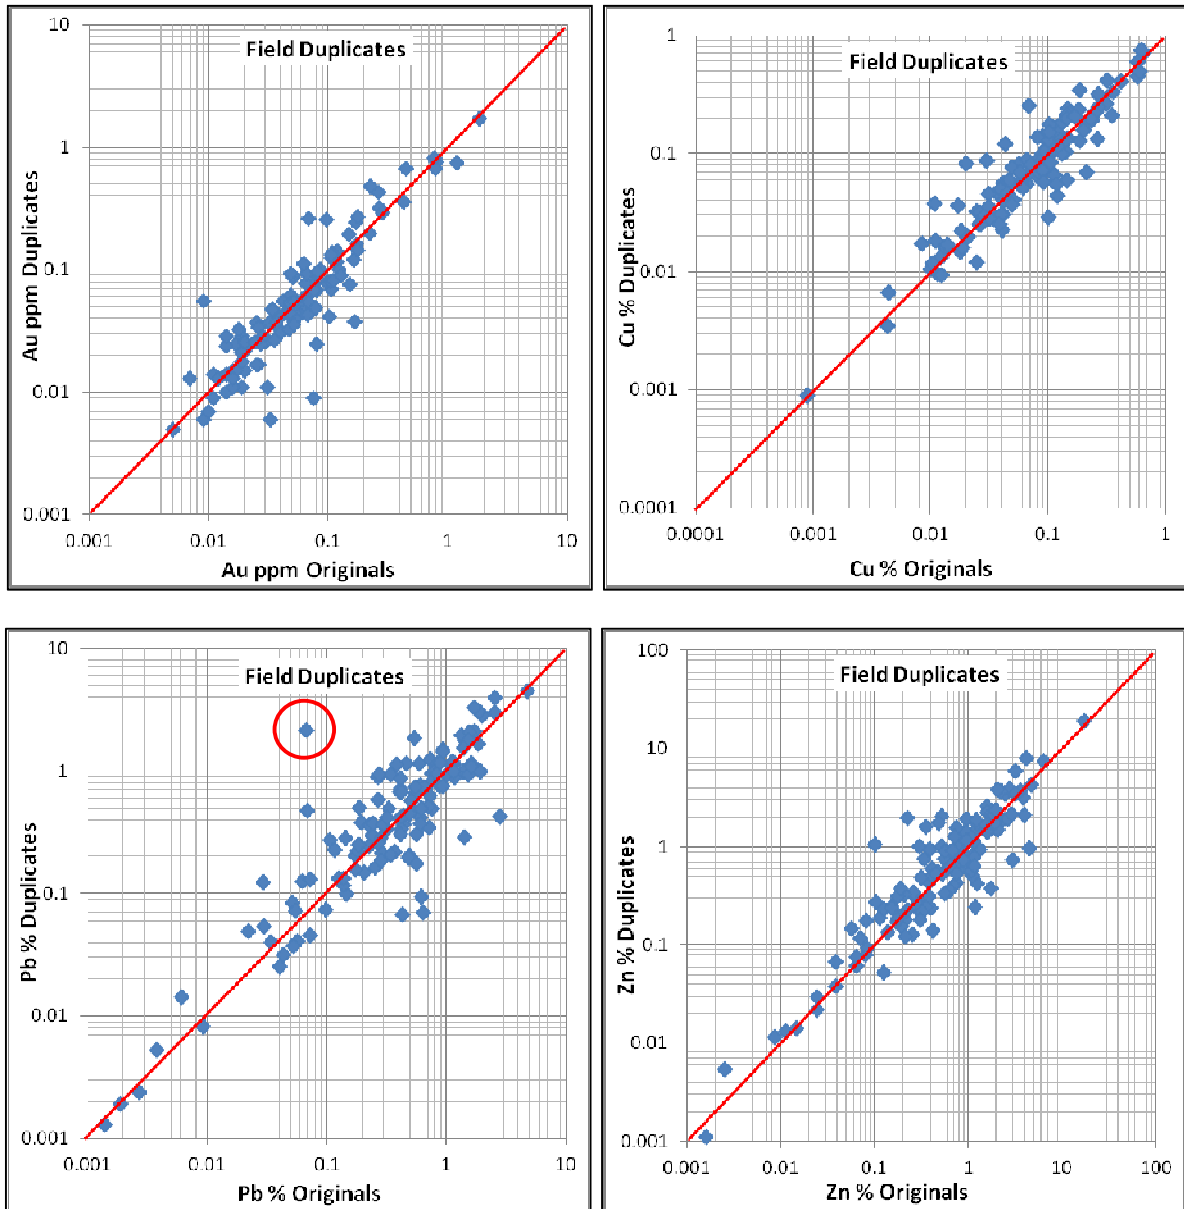 10
Field Duplicates
1
0.1
0.01
0.001
Au ppm Duplicates
0.001 0.01 0.1 1 10
Au ppm Originals
1
Field Duplicates
0.1
0.01
0.001
0.0001
Cu % Duplicates
0.0001 0.001 0.01 0.1 1
Cu % Originals
10
Field Duplicates
1
0.1
0.01
0.001
Pb % Duplicates
0.001 0.01 0.1 1 10
Pb % Originals
100
Field Duplicates
10
1
0.1
0.01
0.001
Zn % Duplicates
0.001 0.01 0.1 1 10 100
Zn % Originals